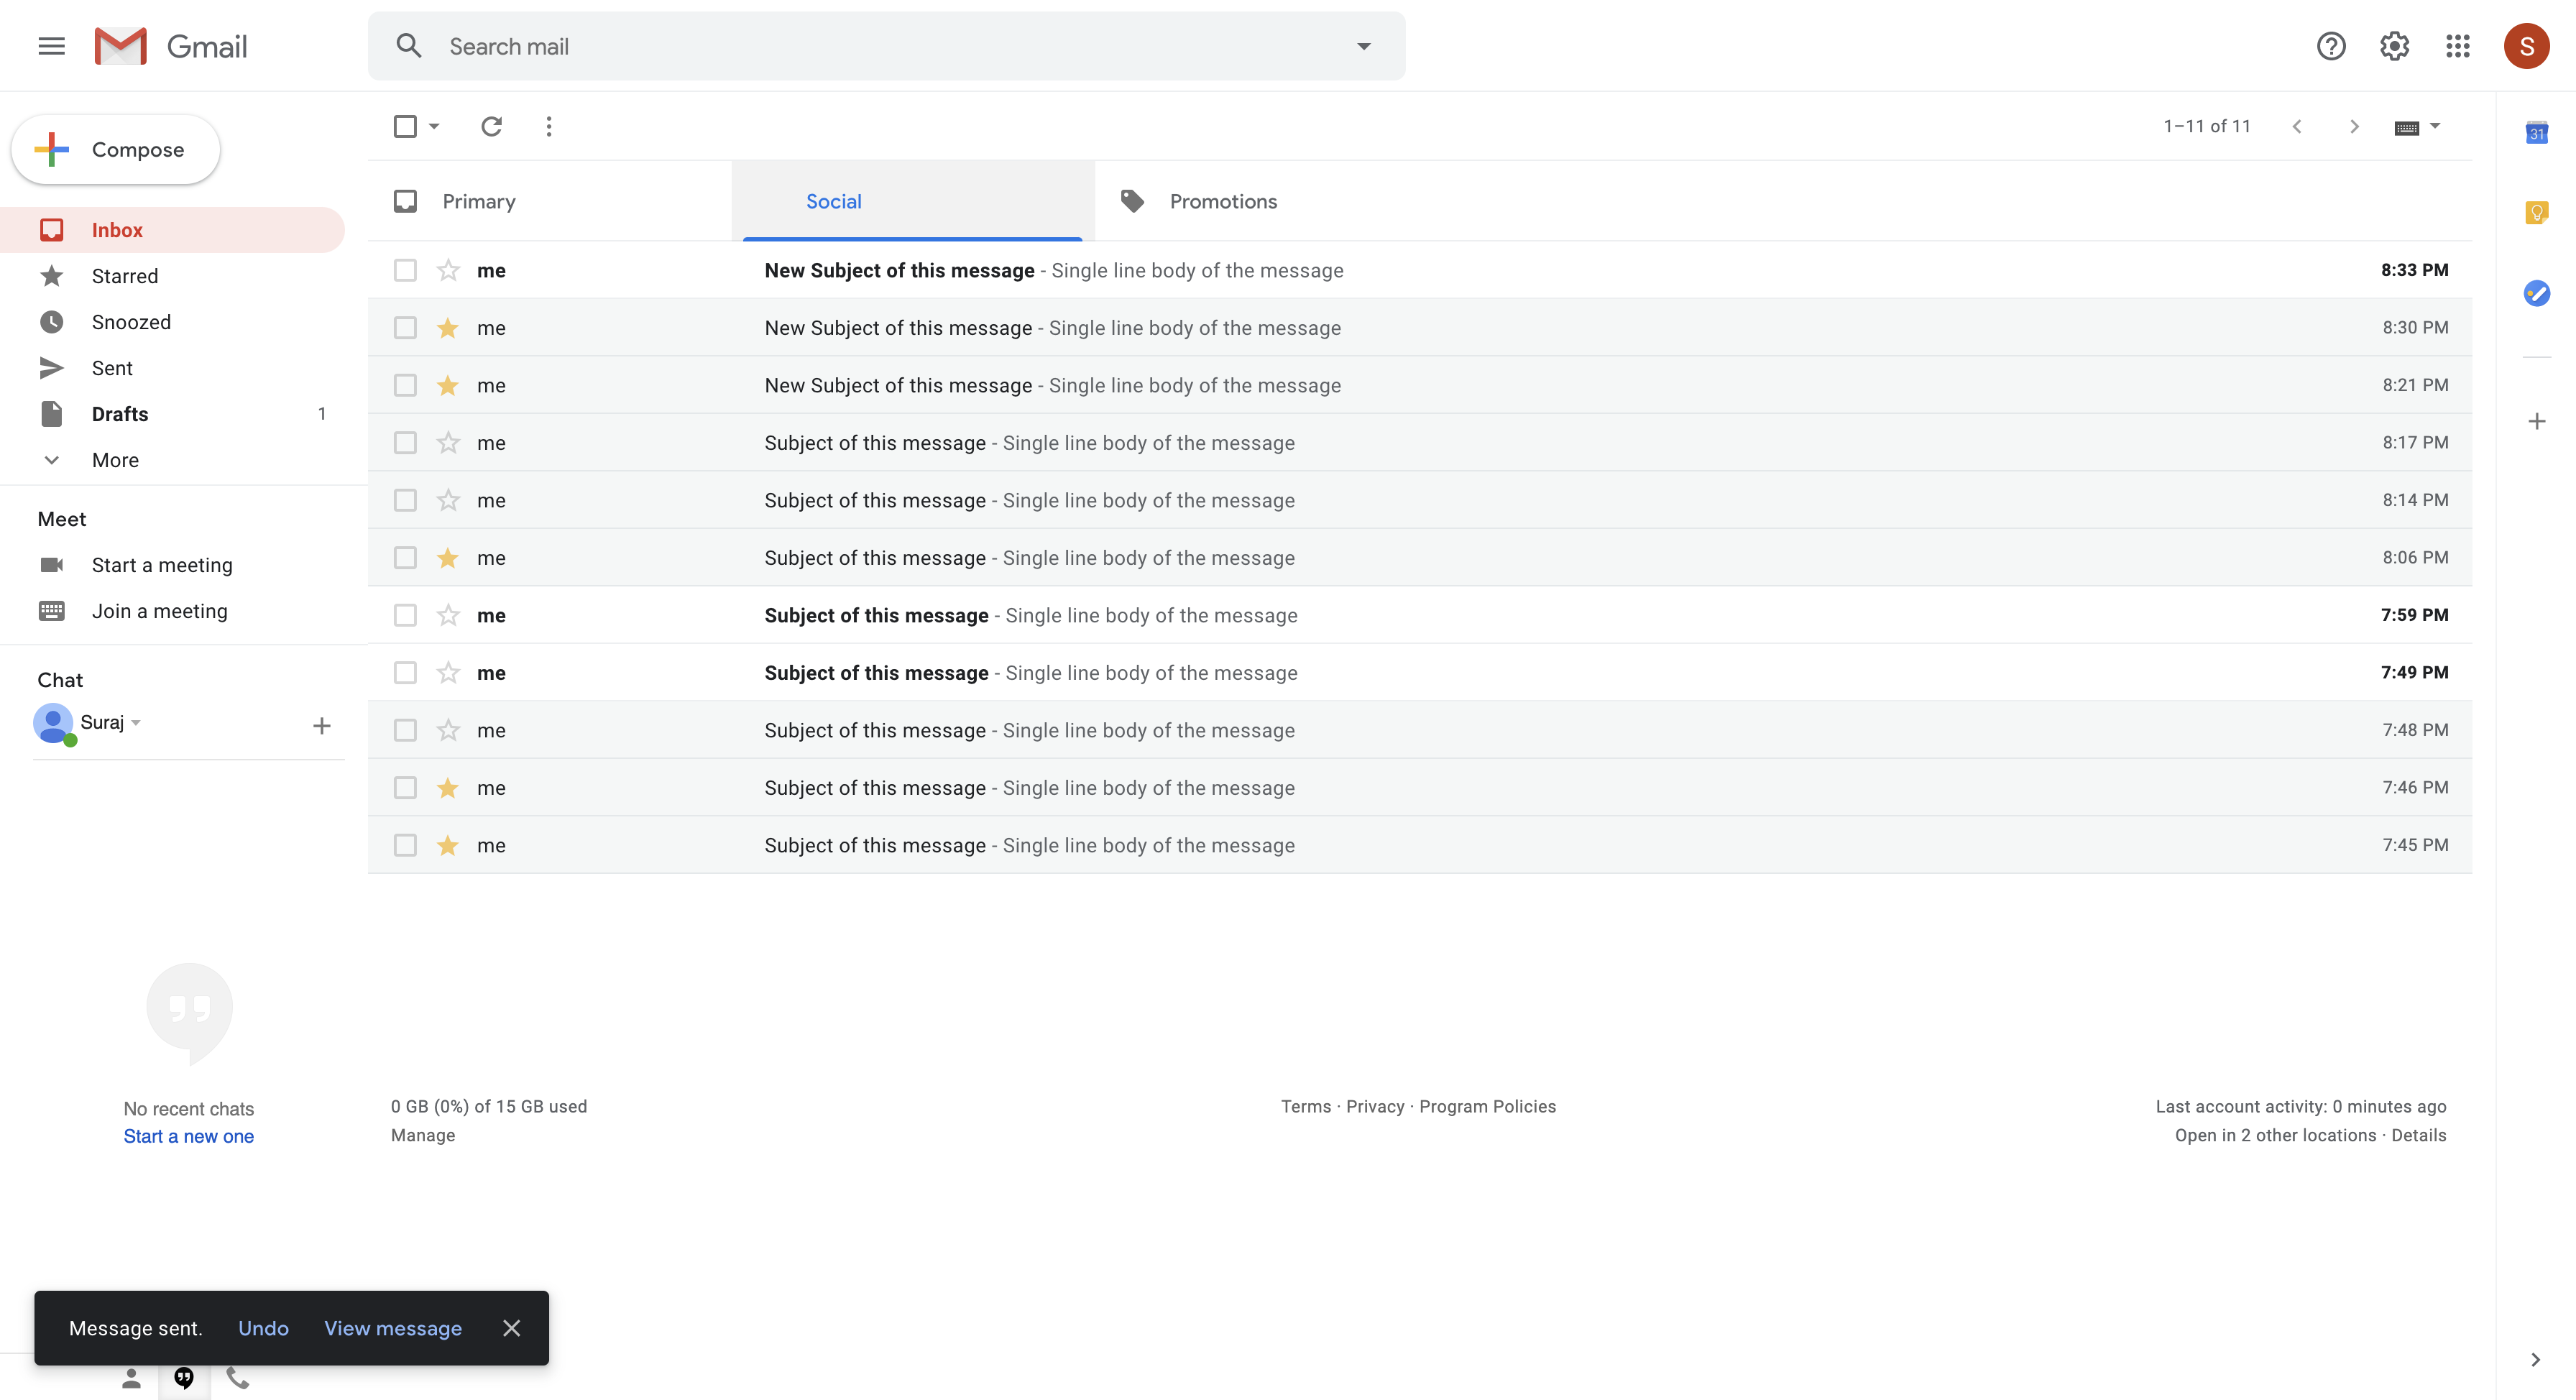 Gmail
Search mail
S
Compose
1–11 of 11
31
Primary
Social
Promotions
Inbox
Starred
Snoozed
Sent
Drafts 1
More
me New Subject of this message - Single line body of the message 8:33 PM
me New Subject of this message - Single line body of the message 8:30 PM
me New Subject of this message - Single line body of the message 8:21 PM
me Subject of this message - Single line body of the message 8:17 PM
me Subject of this message - Single line body of the message 8:14 PM
me Subject of this message - Single line body of the message 8:06 PM
me Subject of this message - Single line body of the message 7:59 PM
me Subject of this message - Single line body of the message 7:49 PM
me Subject of this message - Single line body of the message 7:48 PM
me Subject of this message - Single line body of the message 7:46 PM
me Subject of this message - Single line body of the message 7:45 PM
Meet
Start a meeting
Join a meeting
Chat
Suraj
No recent chats
Start a new one
0 GB (0%) of 15 GB used
Manage
Terms · Privacy · Program Policies
Last account activity: 0 minutes ago
Open in 2 other locations · Details
Message sent. Undo View message